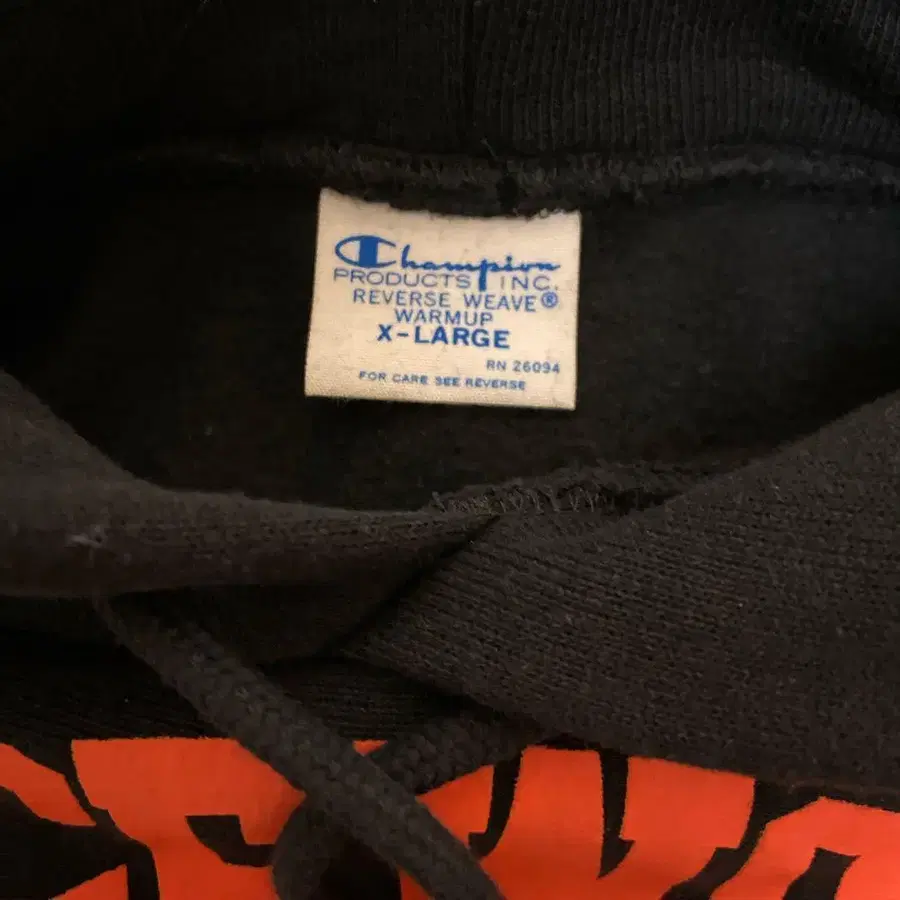 Champion
PRODUCTS INC.
REVERSE WEAVE®
WARMUP
X-LARGE
RN 26094
FOR CARE SEE REVERSE